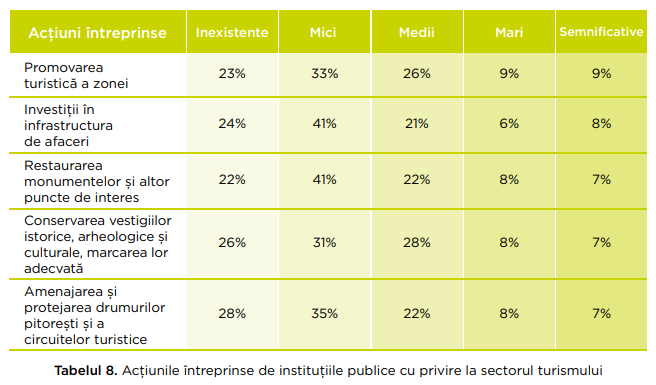 Acțiuni întreprinse Inexistente Mici Medii Mari Semnificative
Promovarea
turistică a zonei
23% 33% 26% 9% 9%
Investiții în
infrastructura
de afaceri
24% 41% 21% 6% 8%
Restaurarea
monumentelor și altor
puncte de interes
22% 41% 22% 8% 7%
Conservarea vestigiilor
istorice, arheologice și
culturale, marcarea lor
adecvată
26% 31% 28% 8% 7%
Amenajarea și
protejarea drumurilor
pitorești și a
circuitelor turistice
28% 35% 22% 8% 7%
Tabelul 8. Acțiunile întreprinse de instituțiile publice cu privire la sectorul turismului